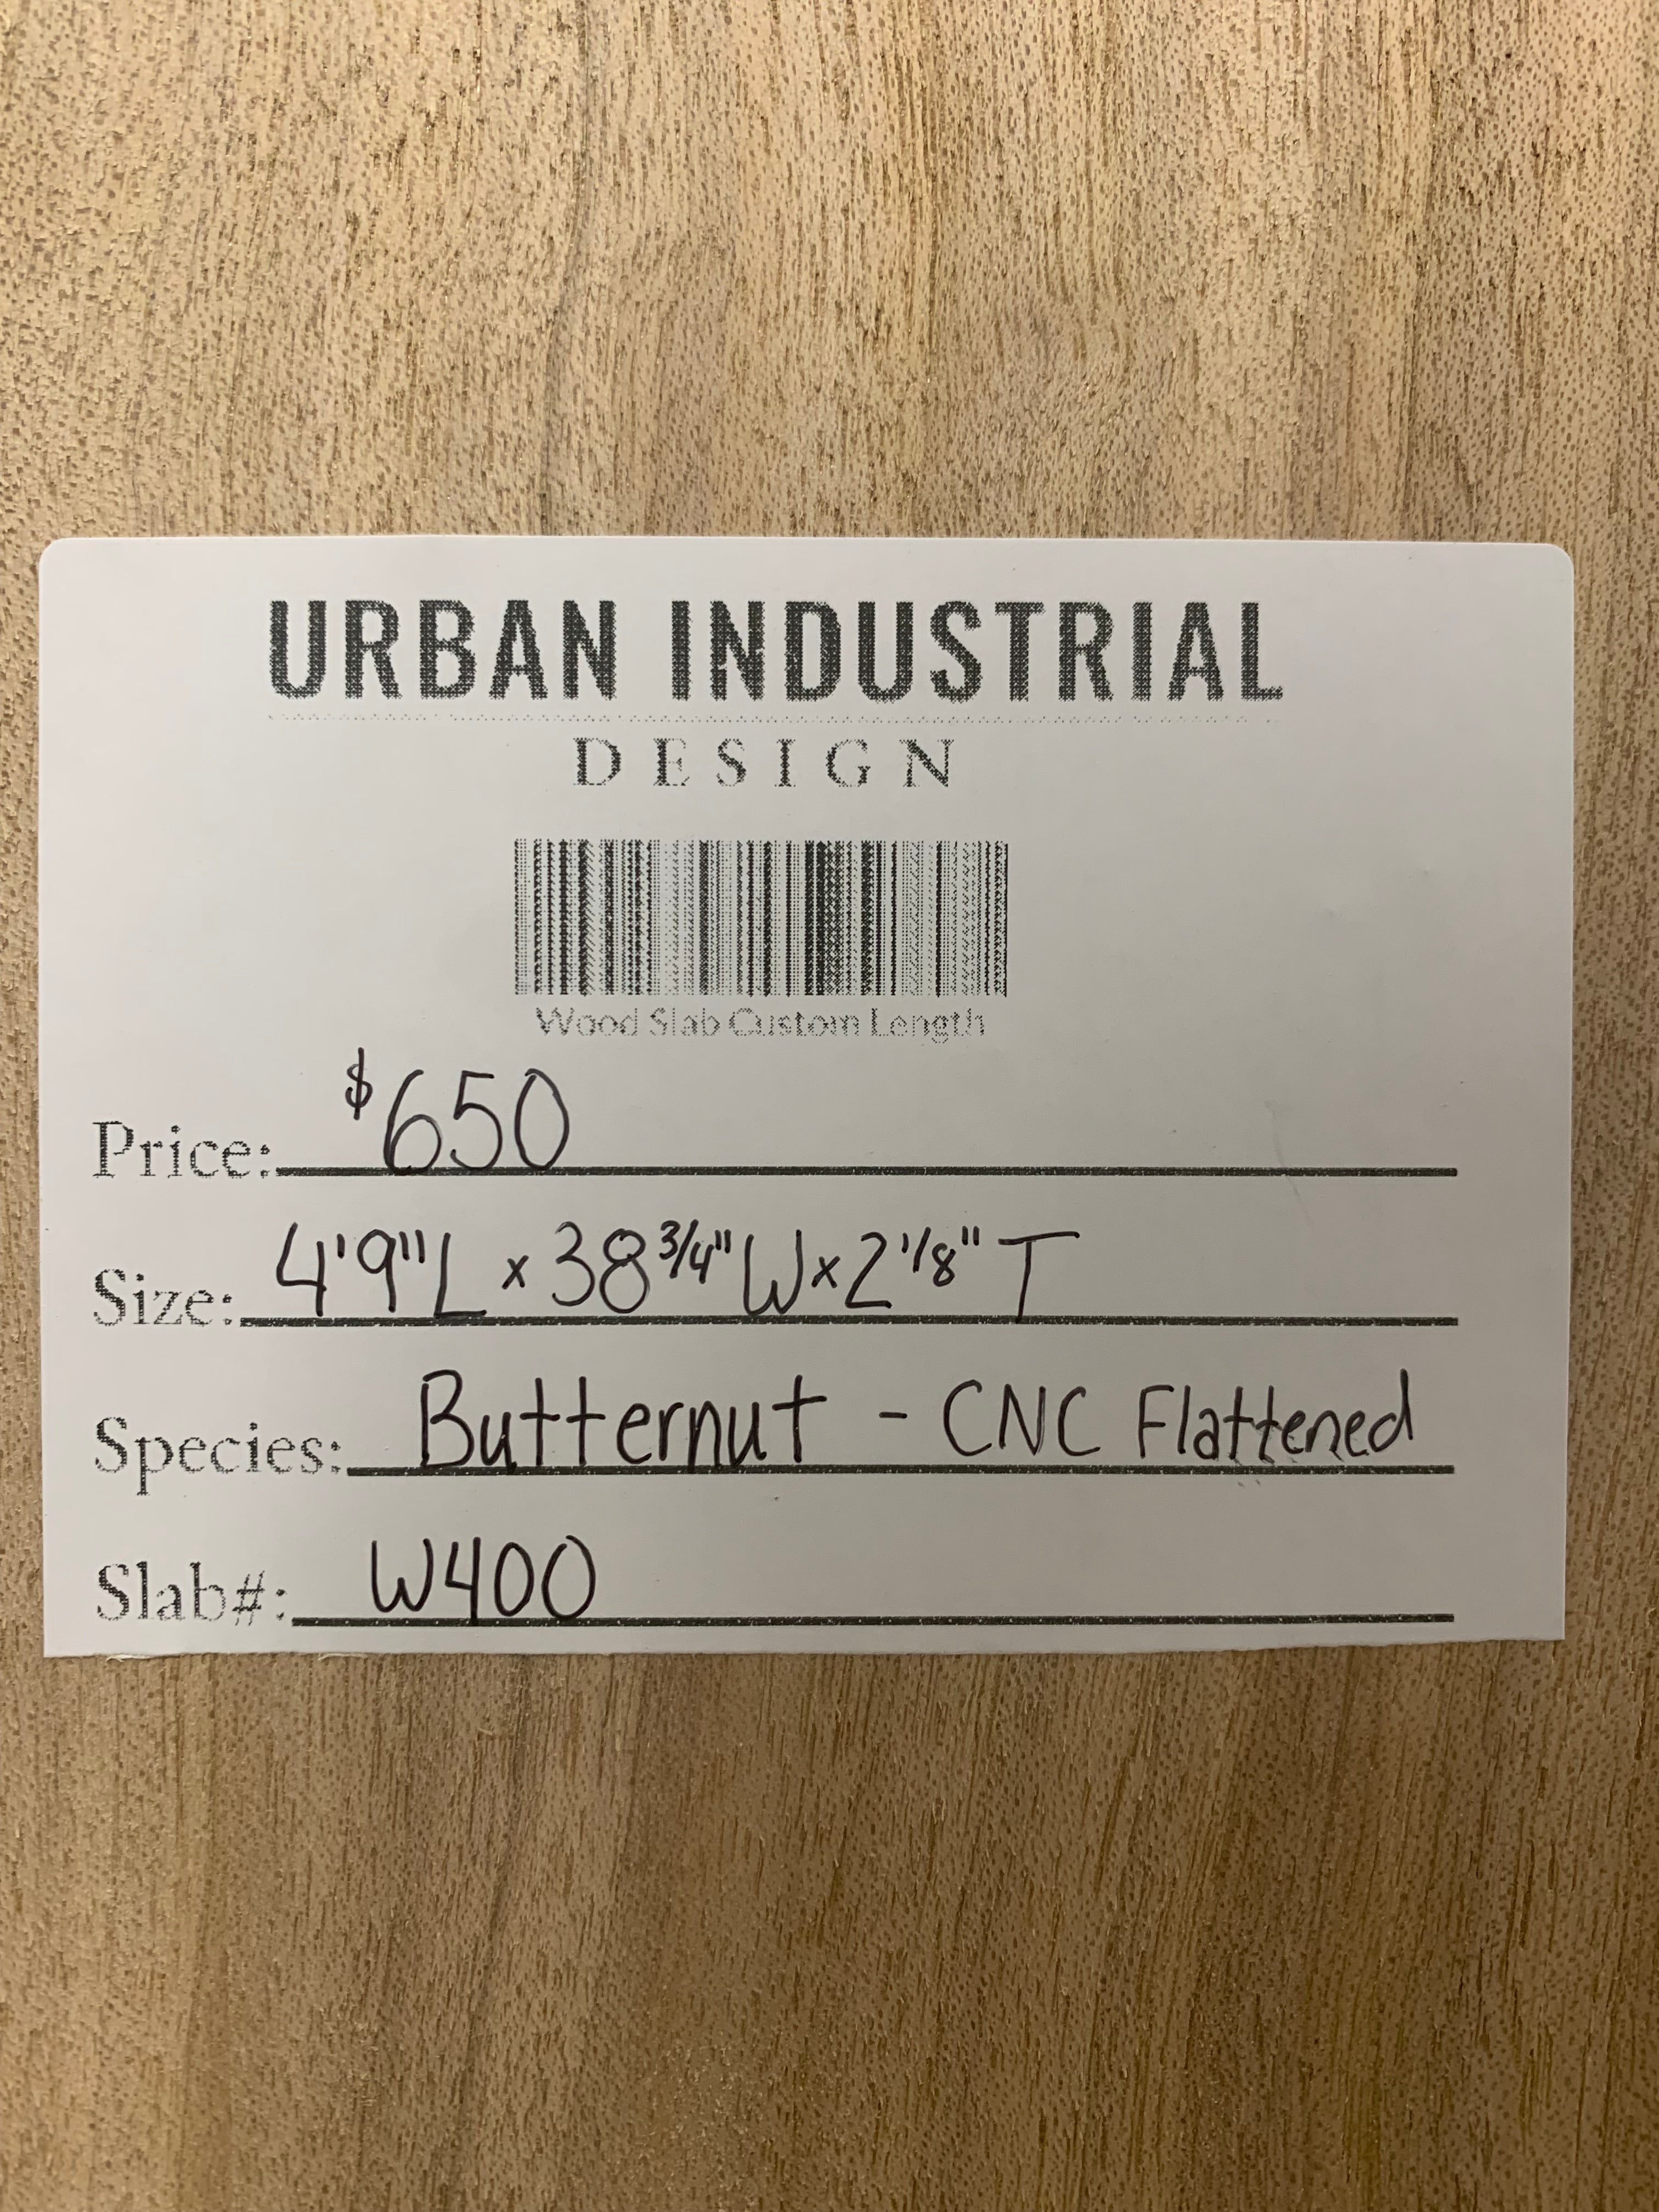 URBAN INDUSTRIAL
DESIGN
Wood Slab Custom Length
Price: $650
Size: 4'9"L x 38 3/4" W x 2 1/8" T
Species: Butternut - CNC Flattened
Slab#: W400